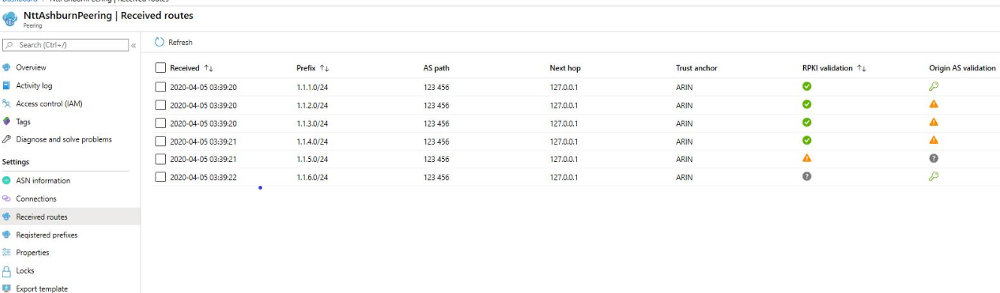 Dashboard > NttAshburnPeering | Received routes
NttAshburnPeering | Received routes
Peering
Search (Ctrl+/)
«
Refresh
Overview
Activity log
Access control (IAM)
Tags
Diagnose and solve problems
Settings
ASN information
Connections
Received routes
Registered prefixes
Properties
Locks
Export template
Received ↑↓ Prefix ↑↓ AS path Next hop Trust anchor RPKI validation ↑↓ Origin AS validation
2020-04-05 03:39:20 1.1.1.0/24 123 456 127.0.0.1 ARIN
2020-04-05 03:39:20 1.1.2.0/24 123 456 127.0.0.1 ARIN
2020-04-05 03:39:20 1.1.3.0/24 123 456 127.0.0.1 ARIN
2020-04-05 03:39:21 1.1.4.0/24 123 456 127.0.0.1 ARIN
2020-04-05 03:39:21 1.1.5.0/24 123 456 127.0.0.1 ARIN
2020-04-05 03:39:22 1.1.6.0/24 123 456 127.0.0.1 ARIN